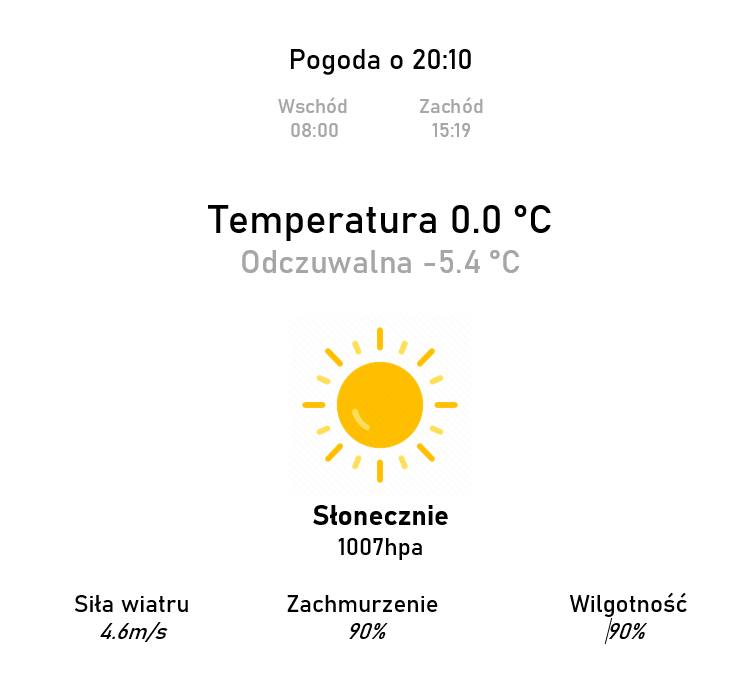 Pogoda o 20:10
Wschód Zachód
08:00 15:19
Temperatura 0.0 °C
Odczuwalna -5.4 °C
Słonecznie
1007hpa
Siła wiatru Zachmurzenie Wilgotność
4.6m/s 90% 90%